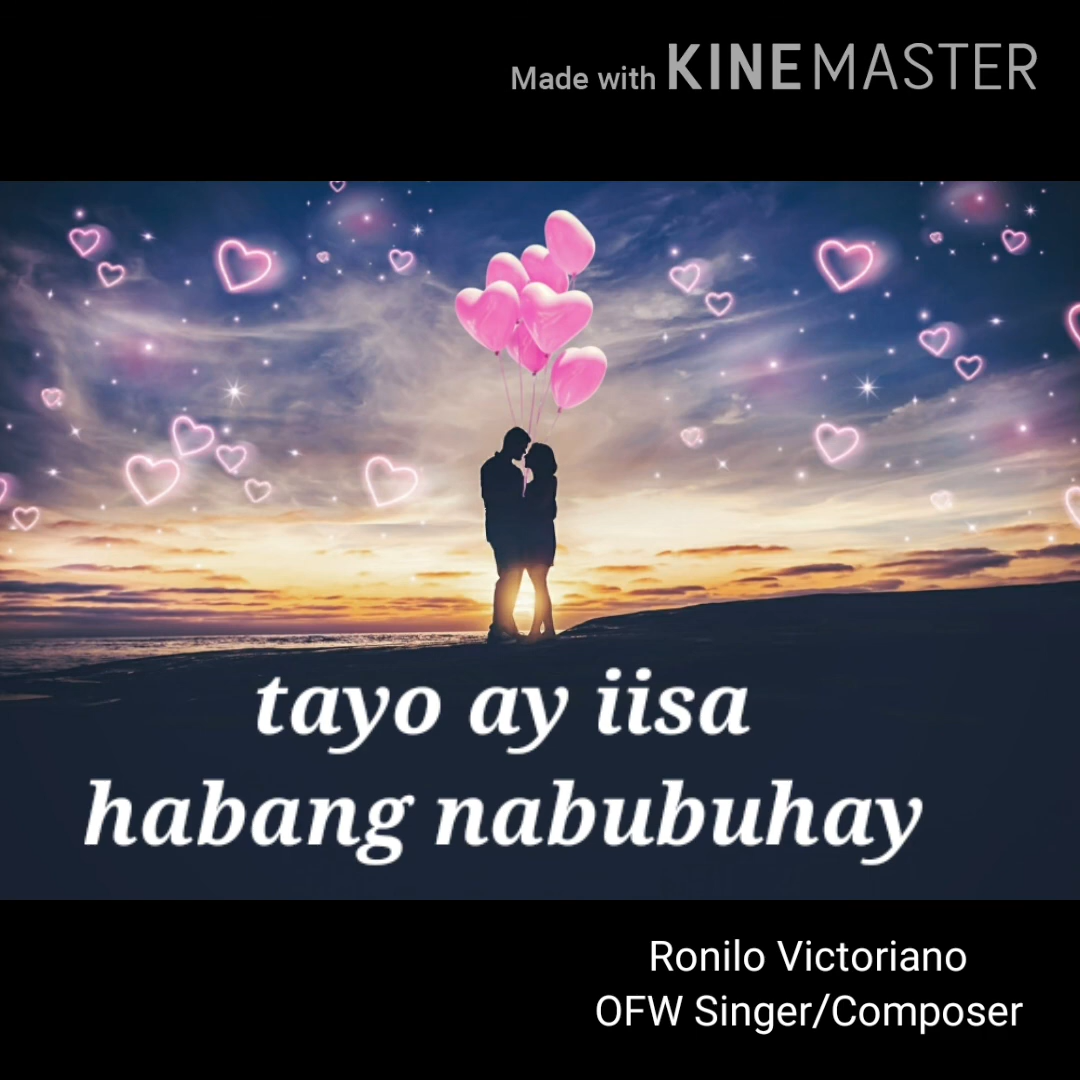 Made with KINEMASTER
tayo ay iisa
habang nabubuhay
Ronilo Victoriano
OFW Singer/Composer